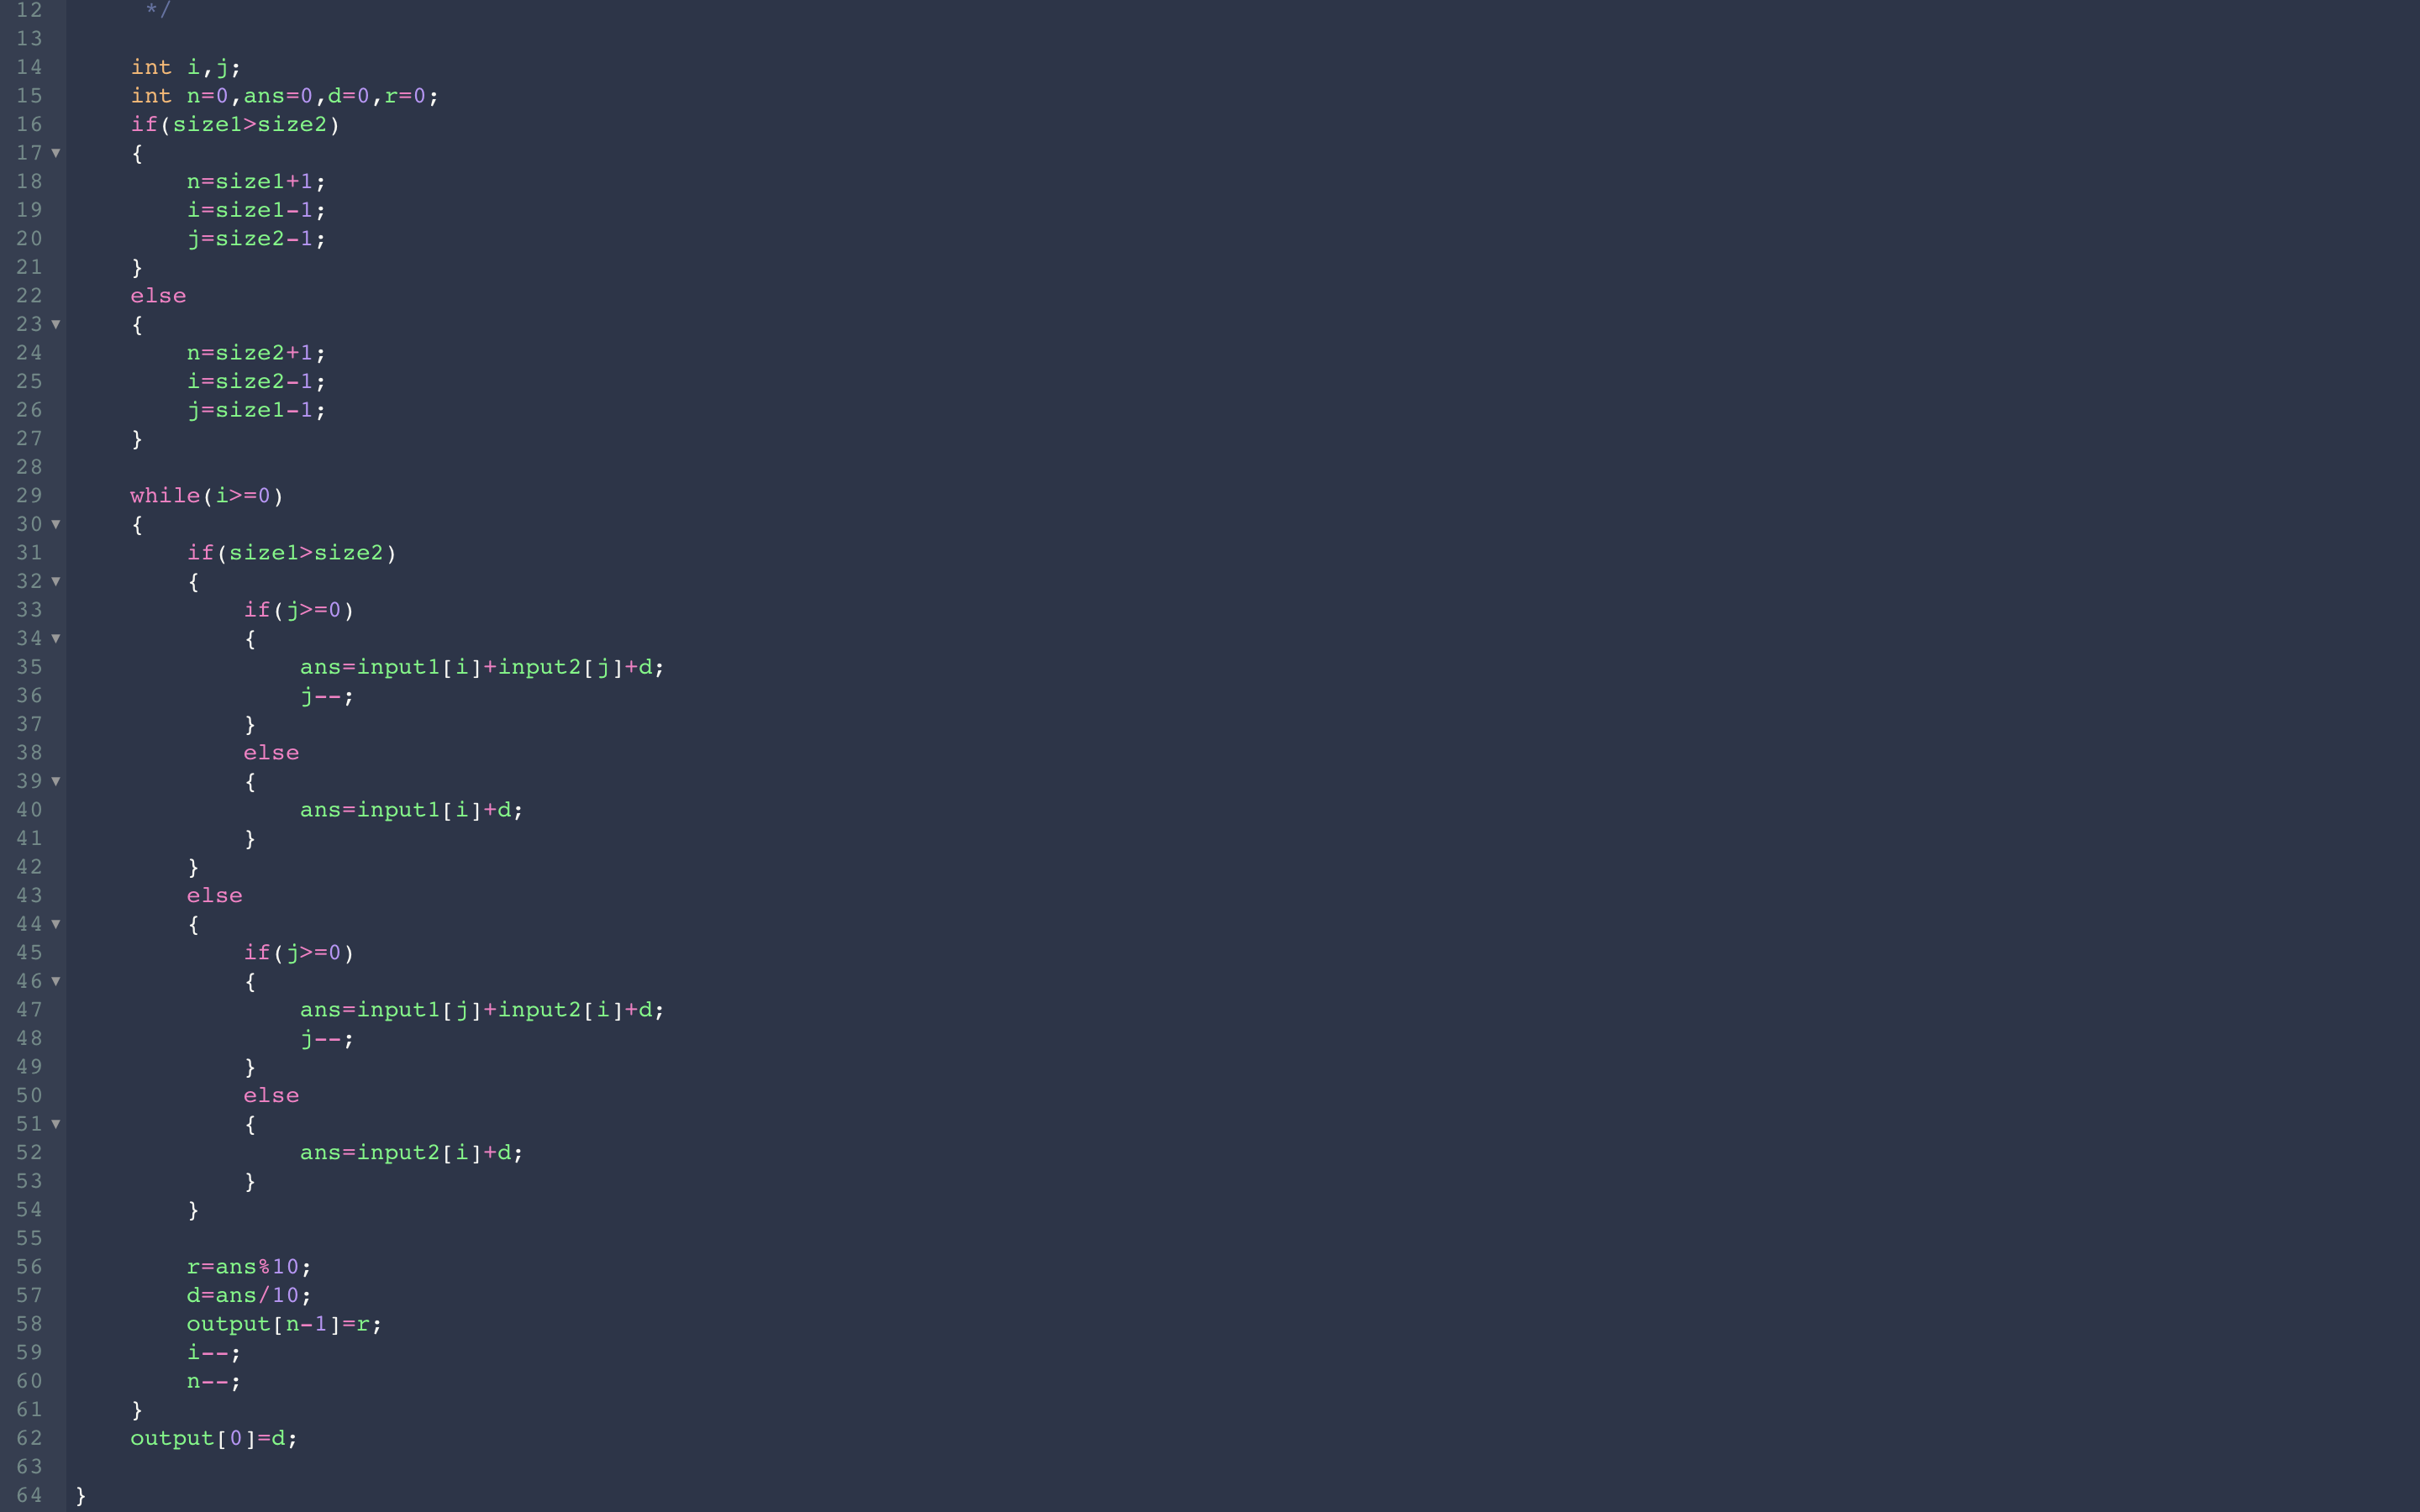 12 */
13
14 int i,j;
15 int n=0,ans=0,d=0,r=0;
16 if(size1>size2)
17 {
18 n=size1+1;
19 i=size1-1;
20 j=size2-1;
21 }
22 else
23 {
24 n=size2+1;
25 i=size2-1;
26 j=size1-1;
27 }
28
29 while(i>=0)
30 {
31 if(size1>size2)
32 {
33 if(j>=0)
34 {
35 ans=input1[i]+input2[j]+d;
36 j--;
37 }
38 else
39 {
40 ans=input1[i]+d;
41 }
42 }
43 else
44 {
45 if(j>=0)
46 {
47 ans=input1[j]+input2[i]+d;
48 j--;
49 }
50 else
51 {
52 ans=input2[i]+d;
53 }
54 }
55
56 r=ans%10;
57 d=ans/10;
58 output[n-1]=r;
59 i--;
60 n--;
61 }
62 output[0]=d;
63
64 }